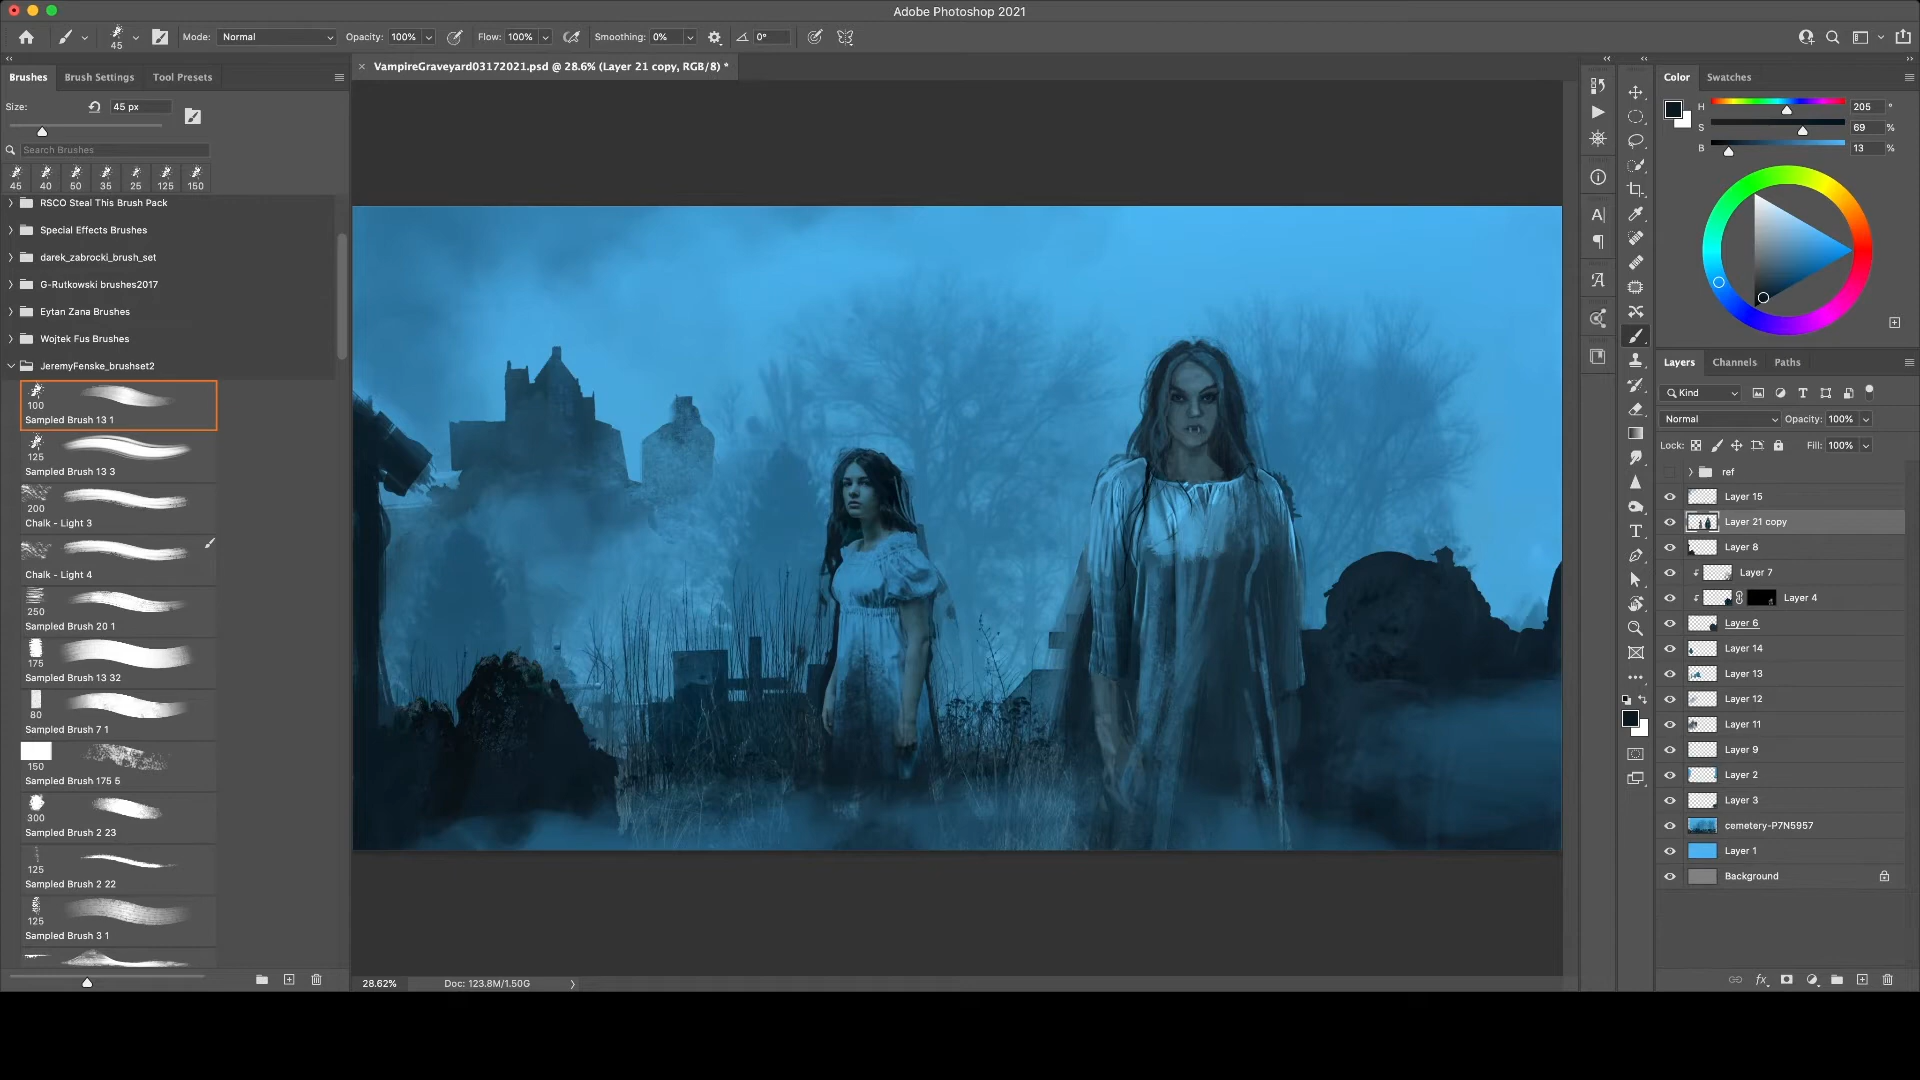 Adobe Photoshop 2021
45
Mode: Normal
Opacity: 100%
Flow: 100%
Smoothing: 0%
0°
Brushes
Brush Settings
Tool Presets
VampireGraveyard03172021.psd @ 28.6% (Layer 21 copy, RGB/8) *
Size:
45 px
Search Brushes
45 40 50 35 25 125 150
RSCO Steal This Brush Pack
Special Effects Brushes
darek_zabrocki_brush_set
G-Rutkowski brushes2017
Eytan Zana Brushes
Wojtek Fus Brushes
JeremyFenske_brushset2
100
Sampled Brush 13 1
125
Sampled Brush 13 3
200
Chalk - Light 3
Chalk - Light 4
250
Sampled Brush 20 1
175
Sampled Brush 13 32
80
Sampled Brush 7 1
150
Sampled Brush 175 5
300
Sampled Brush 2 23
125
Sampled Brush 2 22
125
Sampled Brush 3 1
28.62%
Doc: 123.8M/1.50G
Color
Swatches
H 205 °
S 69 %
B 13 %
Layers
Channels
Paths
Kind
Normal
Opacity: 100%
Lock:
Fill: 100%
ref
Layer 15
Layer 21 copy
Layer 8
Layer 7
Layer 4
Layer 6
Layer 14
Layer 13
Layer 12
Layer 11
Layer 9
Layer 2
Layer 3
cemetery-P7N5957
Layer 1
Background
fx